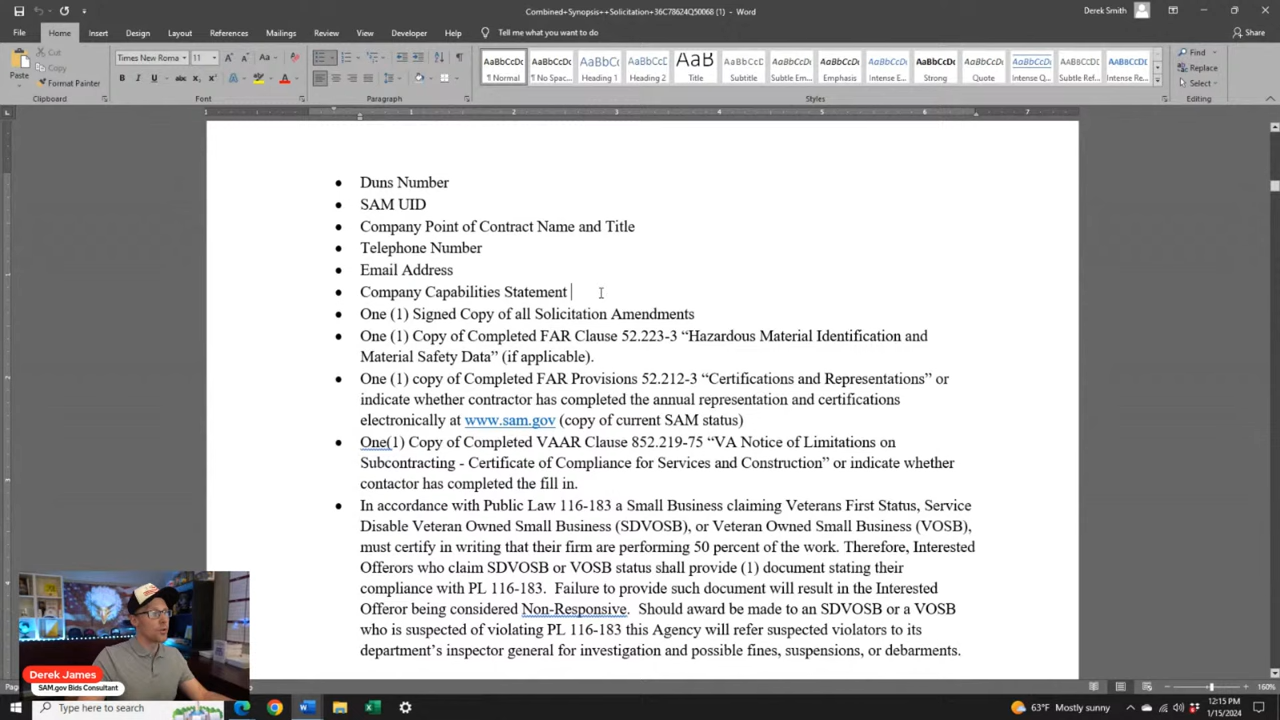 Combined+Synopsis++Solicitation+36C78624Q50068 (1) - Word
Derek Smith
File Home Insert Design Layout References Mailings Review View Developer Help Tell me what you want to do
Share
Paste
Cut
Copy
Format Painter
Clipboard
Times New Roma 11
Font
Paragraph
AaBbCcDc AaBbCcDc AaBbC AaBbCcD AaB AaBbCcD AaBbCcDc AaBbCcDc AaBbCcDc AaBbCcDc AaBbCcDc AaBbCcDc AaBbCcDc AaBbCcDc
¶ Normal ¶ No Spac... Heading 1 Heading 2 Title Subtitle Subtle Em... Emphasis Intense E... Strong Quote Intense Q... Subtle Ref... Intense Re...
Styles
Find
Replace
Select
Editing
1 1 2 3 4 5 6 7
• Duns Number
• SAM UID
• Company Point of Contract Name and Title
• Telephone Number
• Email Address
• Company Capabilities Statement
• One (1) Signed Copy of all Solicitation Amendments
• One (1) Copy of Completed FAR Clause 52.223-3 “Hazardous Material Identification and
Material Safety Data” (if applicable).
• One (1) copy of Completed FAR Provisions 52.212-3 “Certifications and Representations” or
indicate whether contractor has completed the annual representation and certifications
electronically at www.sam.gov (copy of current SAM status)
• One(1) Copy of Completed VAAR Clause 852.219-75 “VA Notice of Limitations on
Subcontracting - Certificate of Compliance for Services and Construction” or indicate whether
contactor has completed the fill in.
• In accordance with Public Law 116-183 a Small Business claiming Veterans First Status, Service
Disable Veteran Owned Small Business (SDVOSB), or Veteran Owned Small Business (VOSB),
must certify in writing that their firm are performing 50 percent of the work. Therefore, Interested
Offerors who claim SDVOSB or VOSB status shall provide (1) document stating their
compliance with PL 116-183. Failure to provide such document will result in the Interested
Offeror being considered Non-Responsive. Should award be made to an SDVOSB or a VOSB
who is suspected of violating PL 116-183 this Agency will refer suspected violators to its
department’s inspector general for investigation and possible fines, suspensions, or debarments.
Derek James
SAM.gov Bids Consultant
160%
Type here to search
63°F Mostly sunny
12:15 PM
1/15/2024